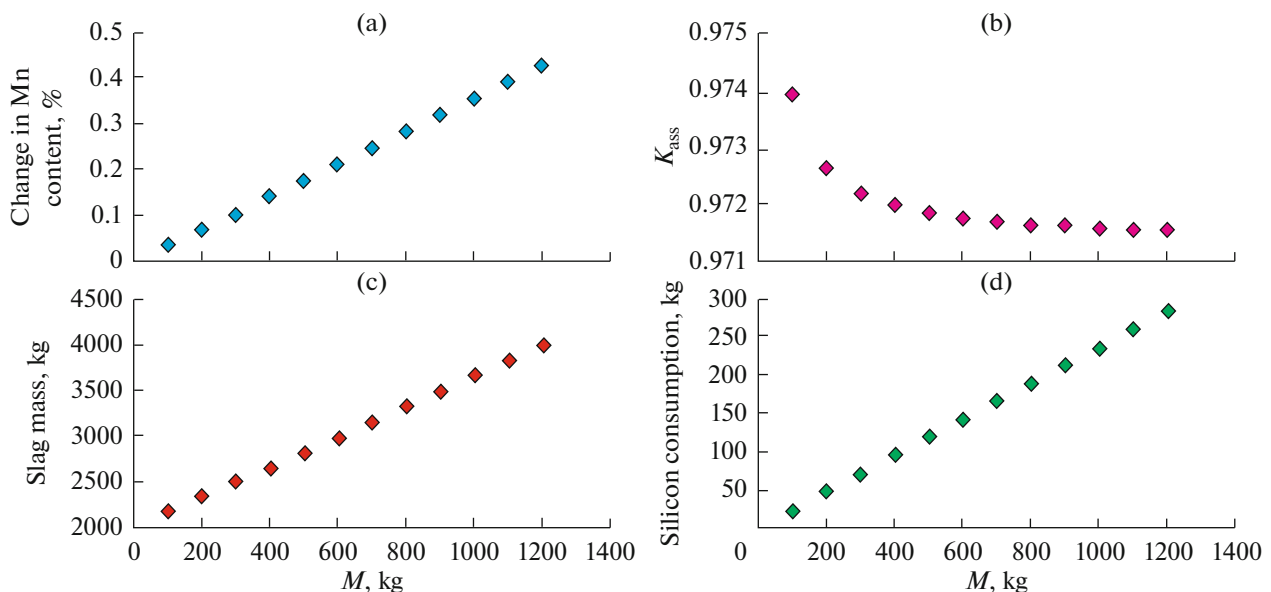 (a)
Change in Mn
content, %
0.5
0.4
0.3
0.2
0.1
0
(b)
K_ass
0.975
0.974
0.973
0.972
0.971
(c)
Slag mass, kg
4500
4000
3500
3000
2500
2000
0 200 400 600 800 1000 1200 1400
M, kg
(d)
Silicon consumption, kg
300
250
200
150
100
50
0 200 400 600 800 1000 1200 1400
M, kg